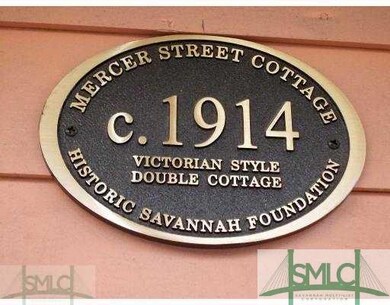 MERCER STREET COTTAGE
c.1914
VICTORIAN STYLE
DOUBLE COTTAGE
HISTORIC SAVANNAH FOUNDATION
SMLC
SMLC